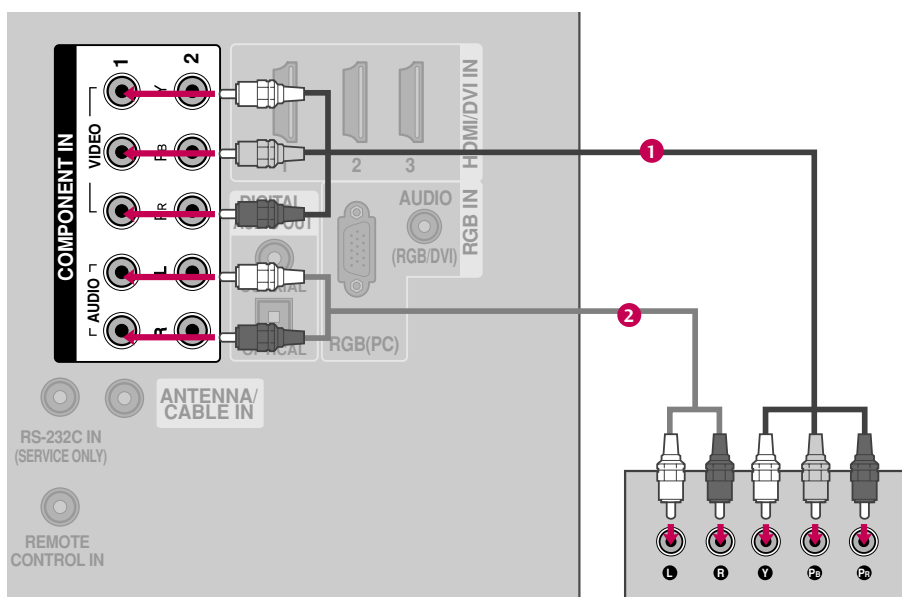 COMPONENT IN
VIDEO
AUDIO
1
2
Y
PB
PR
L
R
1
2
3
HDMI/DVI IN
RGB IN
DIGITAL
AUDIO OUT
COAXIAL
OPTICAL
AUDIO
(RGB/DVI)
RGB(PC)
ANTENNA/
CABLE IN
RS-232C IN
(SERVICE ONLY)
REMOTE
CONTROL IN
1
2
L
R
Y
PB
PR